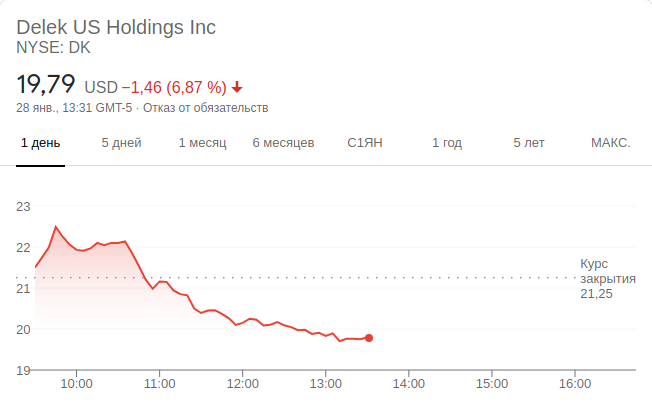 Delek US Holdings Inc
NYSE: DK
19,79 USD −1,46 (6,87 %)
28 янв., 13:31 GMT-5 · Отказ от обязательств
1 день 5 дней 1 месяц 6 месяцев С1ЯН 1 год 5 лет МАКС.
23
22
21
20
19
Курс
закрытия
21,25
10:00 11:00 12:00 13:00 14:00 15:00 16:00